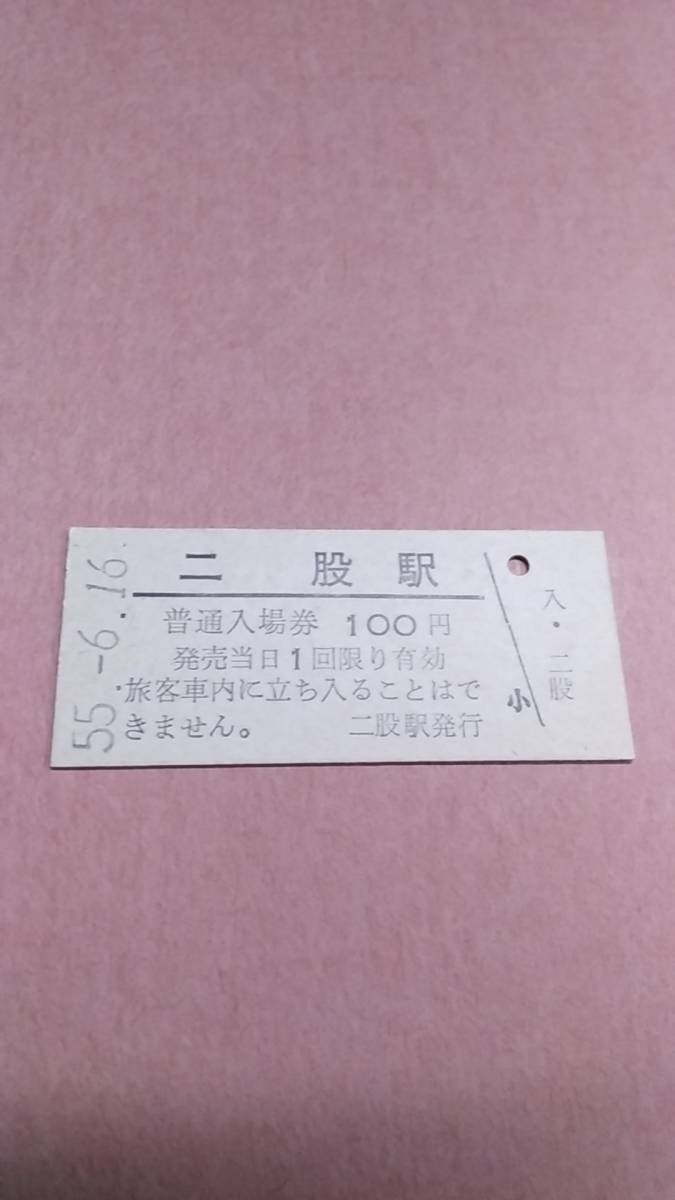 55.-6.16
二股駅
普通入場券 100円
発売当日1回限り有効
旅客車内に立ち入ることはで
きません。 二股駅発行
小
入・二股